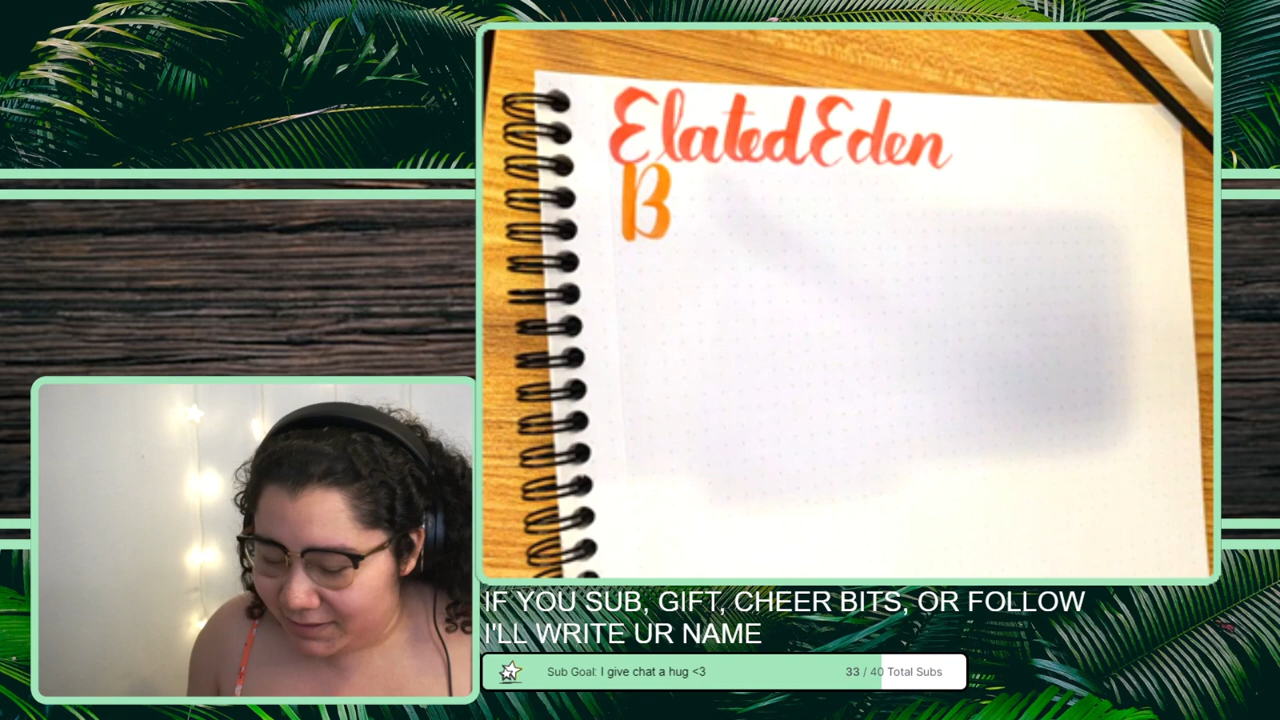 ElatedEden
B
IF YOU SUB, GIFT, CHEER BITS, OR FOLLOW
I'LL WRITE UR NAME
Sub Goal: I give chat a hug <3 33 / 40 Total Subs